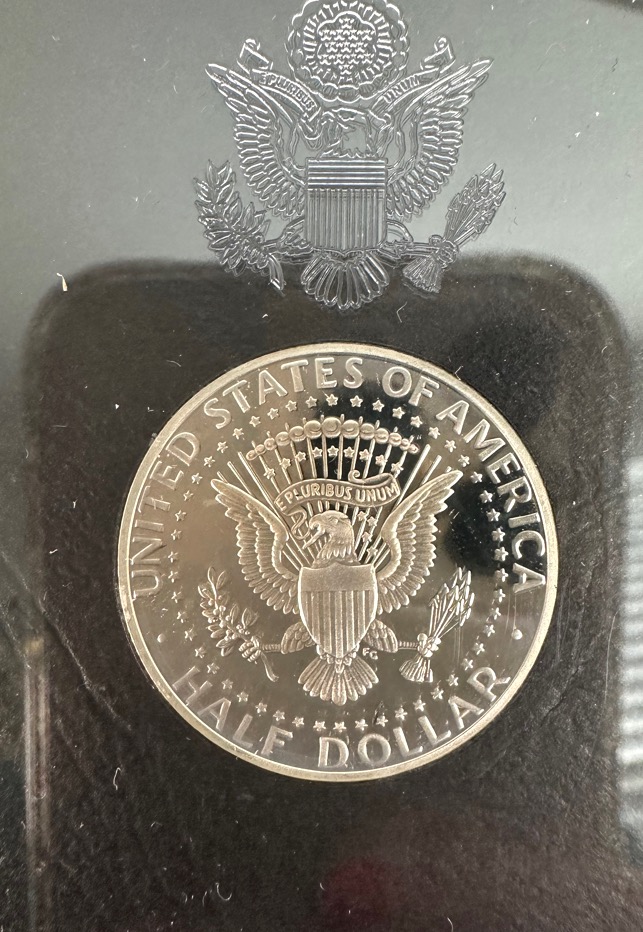 E PLURIBUS UNUM
UNITED STATES OF AMERICA
E PLURIBUS UNUM
FG
HALF DOLLAR